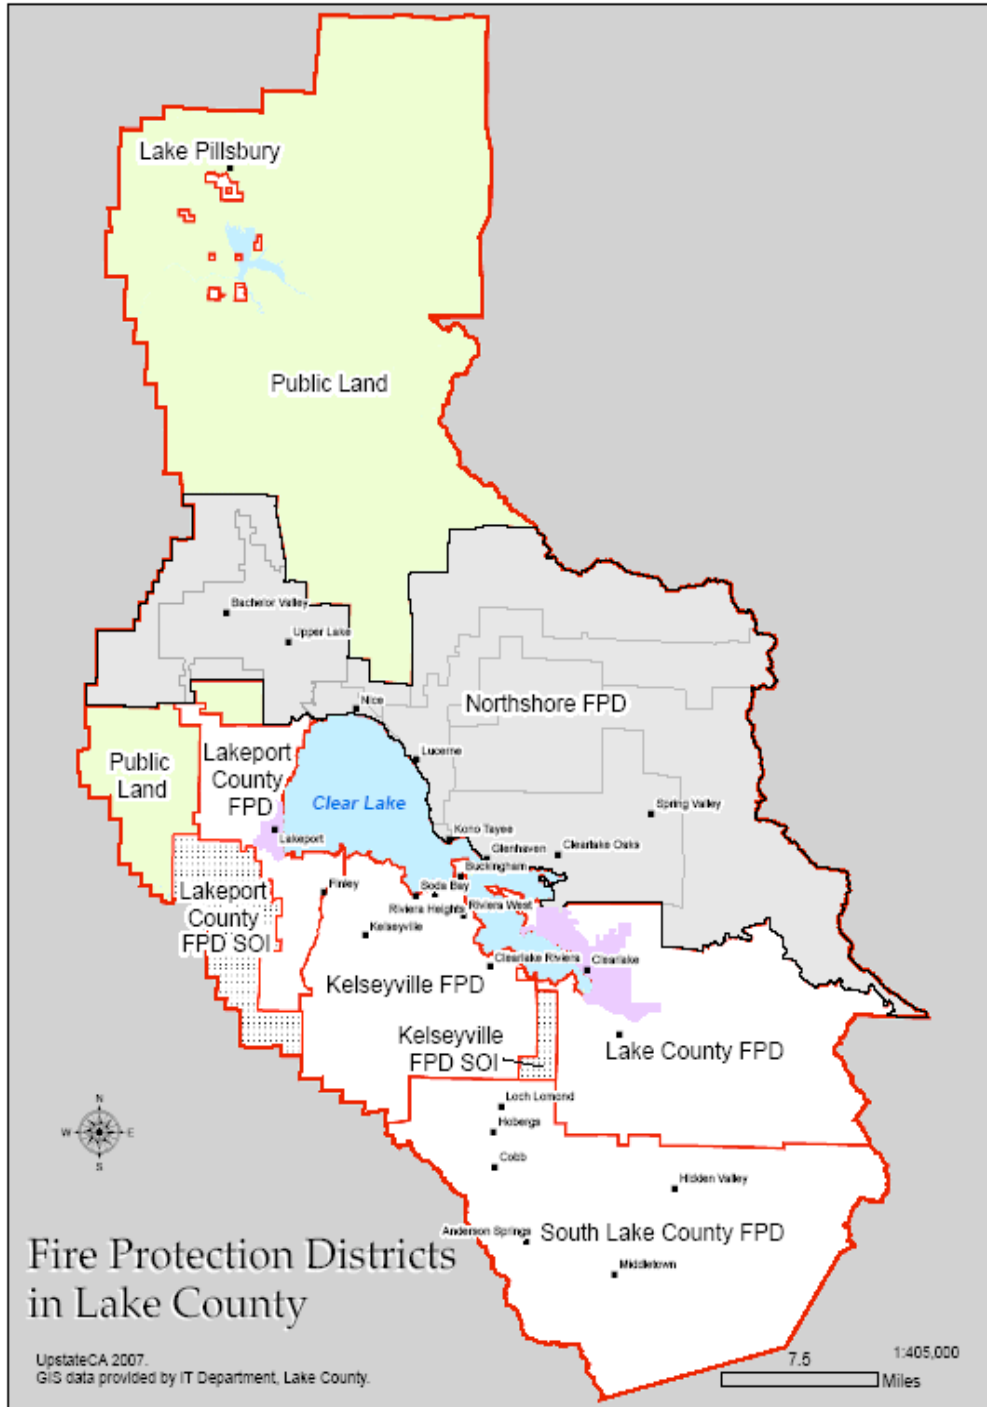 Lake Pillsbury
Public Land
Bachelor Valley
Upper Lake
Nice
Northshore FPD
Lucerne
Public
Land
Lakeport
County
FPD
Clear Lake
Spring Valley
Kono Tayee
Lakeport
Glenhaven
Clearlake Oaks
Buckingham
Finley
Soda Bay
Lakeport
County
FPD SOI
Riviera Heights
Riviera West
Kelseyville
Clearlake Riviera
Clearlake
Kelseyville FPD
Kelseyville
FPD SOI
Lake County FPD
Loch Lomond
Hobergs
Cobb
Hidden Valley
Anderson Springs
South Lake County FPD
Middletown
N
W
E
S
Fire Protection Districts
in Lake County
UpstateCA 2007.
GIS data provided by IT Department, Lake County.
7.5
1:405,000
Miles